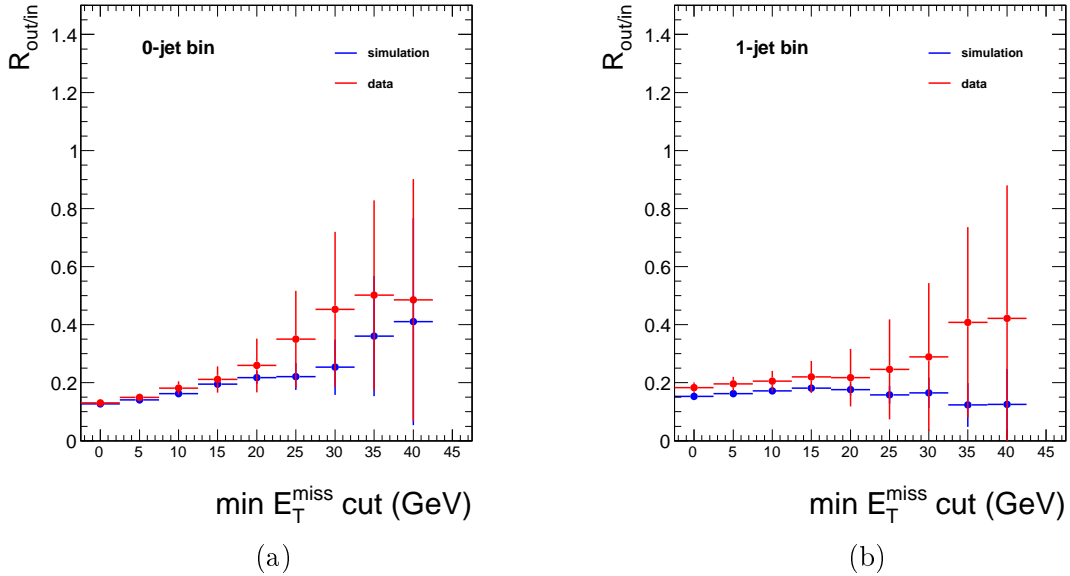 R_out/in
1.4
1.2
1
0.8
0.6
0.4
0.2
0
0-jet bin
simulation
data
0 5 10 15 20 25 30 35 40 45
min E_T^miss cut (GeV)
(a)
R_out/in
1.4
1.2
1
0.8
0.6
0.4
0.2
0
1-jet bin
simulation
data
0 5 10 15 20 25 30 35 40 45
min E_T^miss cut (GeV)
(b)